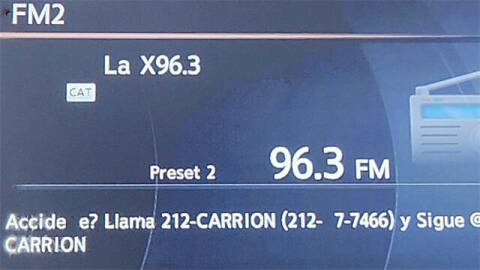 FM2
La X96.3
CAT
Preset 2
96.3 FM
Accide e? Llama 212-CARRION (212- 7-7466) y Sigue @
CARRION